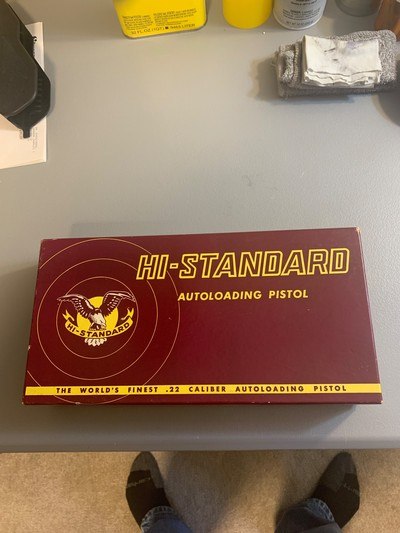 HI-STANDARD
AUTOLOADING PISTOL
HI-STANDARD
THE WORLD'S FINEST .22 CALIBER AUTOLOADING PISTOL